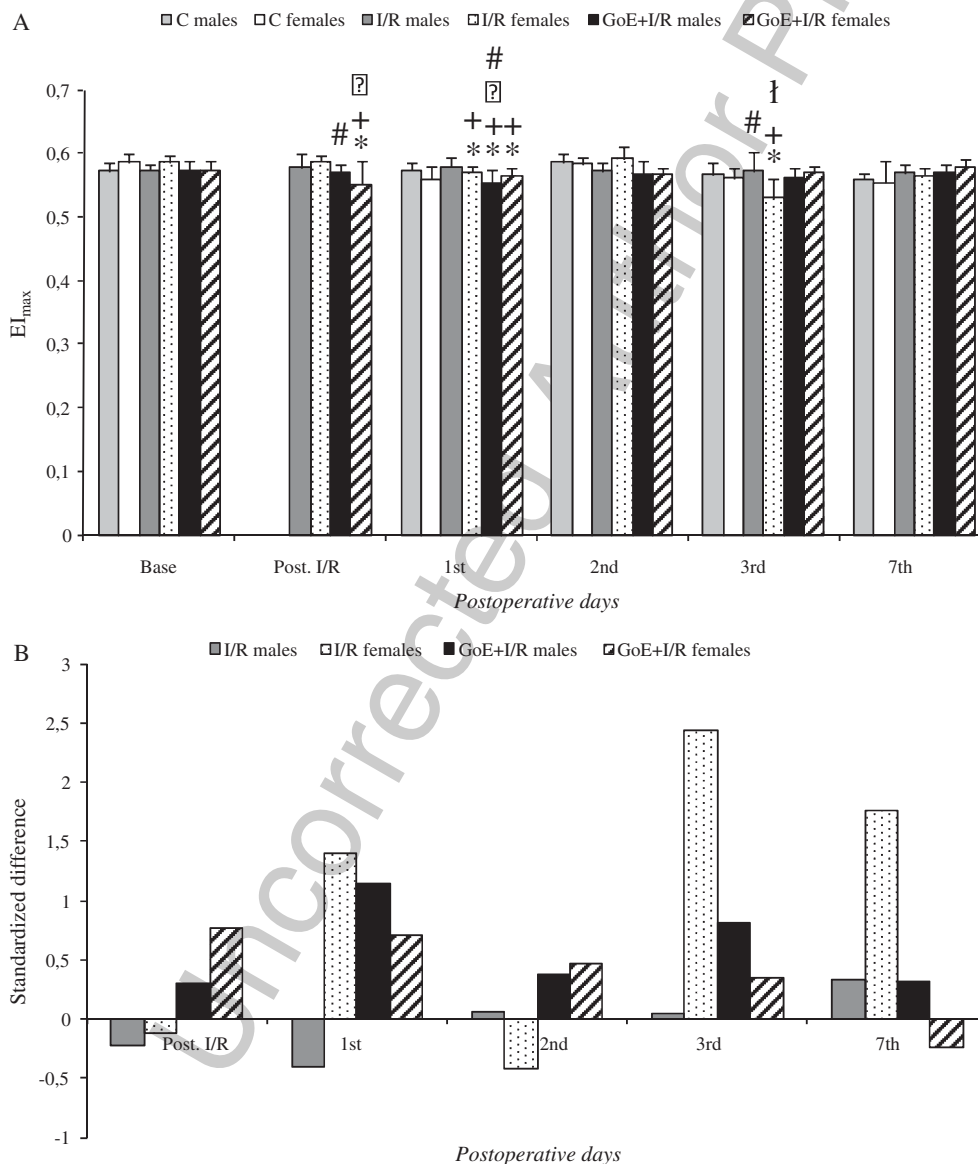 A
C males C females I/R males I/R females GoE+I/R males GoE+I/R females
0,7
0,6
0,5
0,4
0,3
0,2
0,1
0
EI_max
# + * ? # + * + * + * ? # # + * ł
Base Post. I/R 1st 2nd 3rd 7th
Postoperative days
B
I/R males I/R females GoE+I/R males GoE+I/R females
3
2,5
2
1,5
1
0,5
0
-0,5
-1
Standardized difference
Post. I/R 1st 2nd 3rd 7th
Postoperative days
Uncorrected Author P